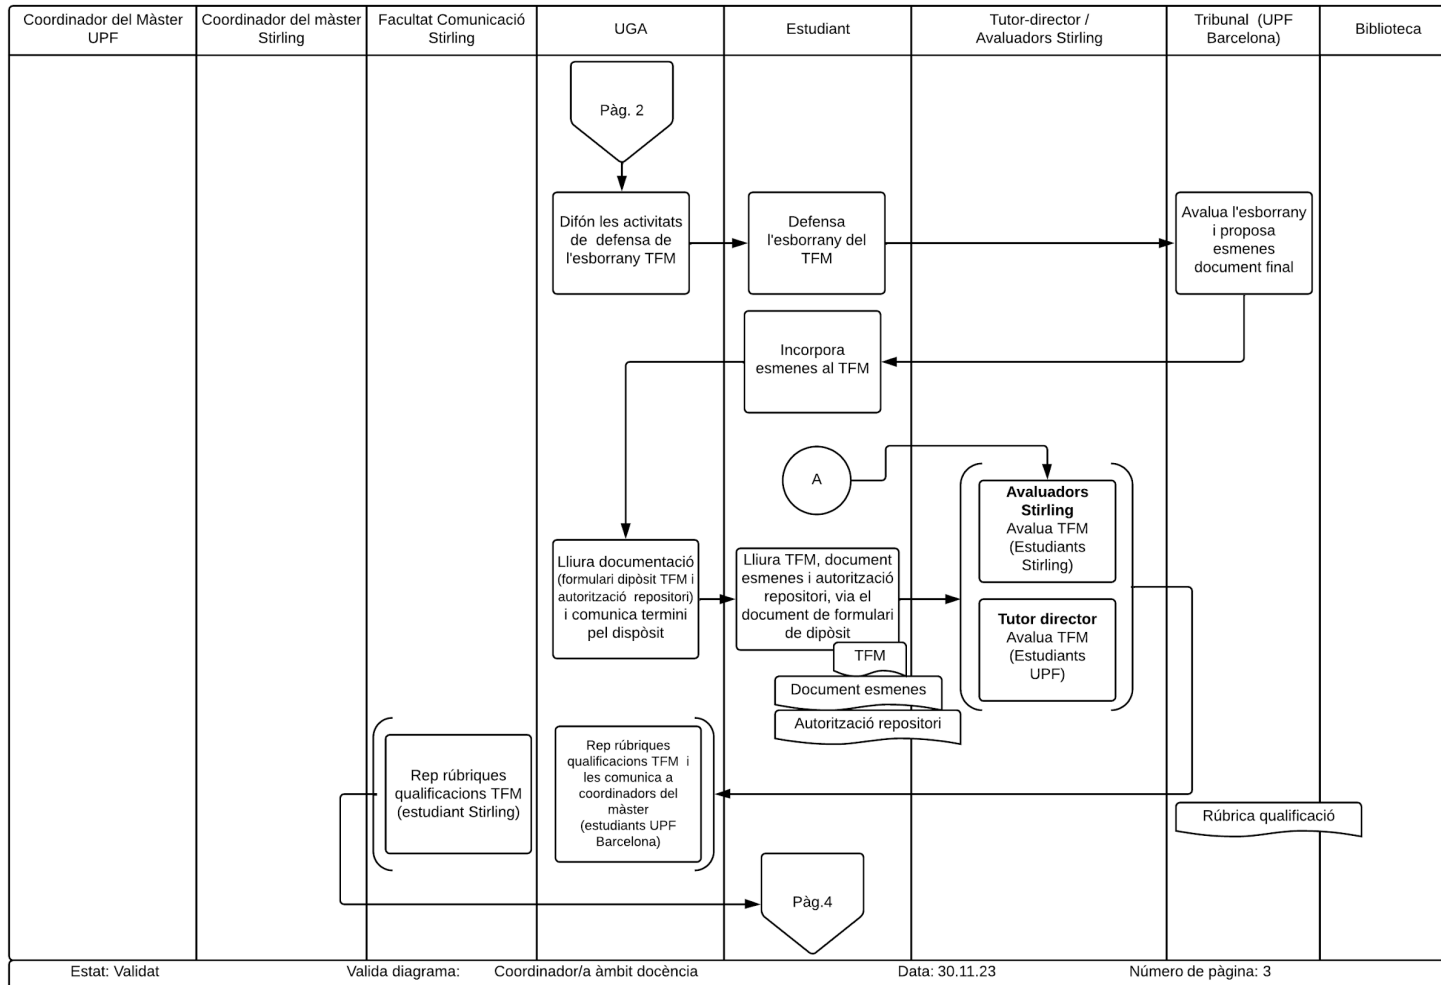 Coordinador del Màster
UPF
Coordinador del màster
Stirling
Facultat Comunicació
Stirling
UGA
Estudiant
Tutor-director /
Avaluadors Stirling
Tribunal (UPF
Barcelona)
Biblioteca
Pàg. 2
Difón les activitats
de defensa de
l'esborrany TFM
Defensa
l'esborrany del
TFM
Avalua l'esborrany
i proposa
esmenes
document final
Incorpora
esmenes al TFM
A
Avaluadors
Stirling
Avalua TFM
(Estudiants
Stirling)
Lliura documentació
(formulari dipòsit TFM i
autorització repositori)
i comunica termini
pel dispòsit
Lliura TFM, document
esmenes i autorització
repositori, via el
document de formulari
de dipòsit
Tutor director
Avalua TFM
(Estudiants
UPF)
TFM
Document esmenes
Autorització repositori
Rep rúbriques
qualificacions TFM
(estudiant Stirling)
Rep rúbriques
qualificacions TFM i
les comunica a
coordinadors del
màster
(estudiants UPF
Barcelona)
Rúbrica qualificació
Pàg.4
Estat: Validat
Valida diagrama:
Coordinador/a àmbit docència
Data: 30.11.23
Número de pàgina: 3